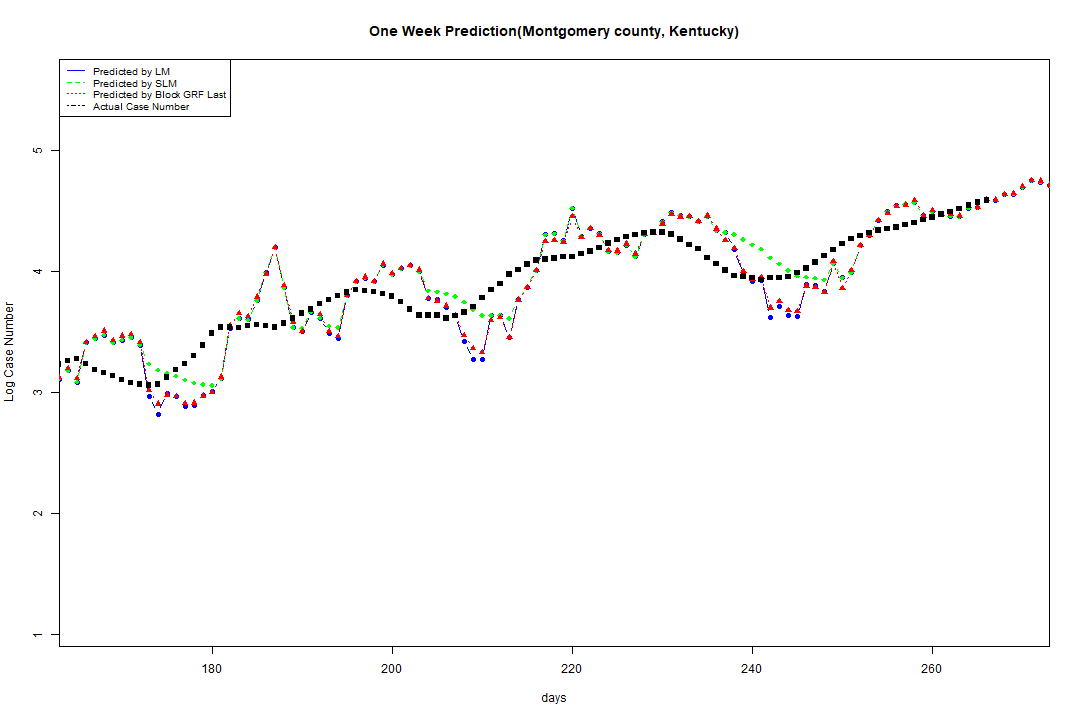 One Week Prediction(Montgomery county, Kentucky)
Predicted by LM
Predicted by SLM
Predicted by Block GRF Last
Actual Case Number
5
4
3
2
1
Log Case Number
180 200 220 240 260
days